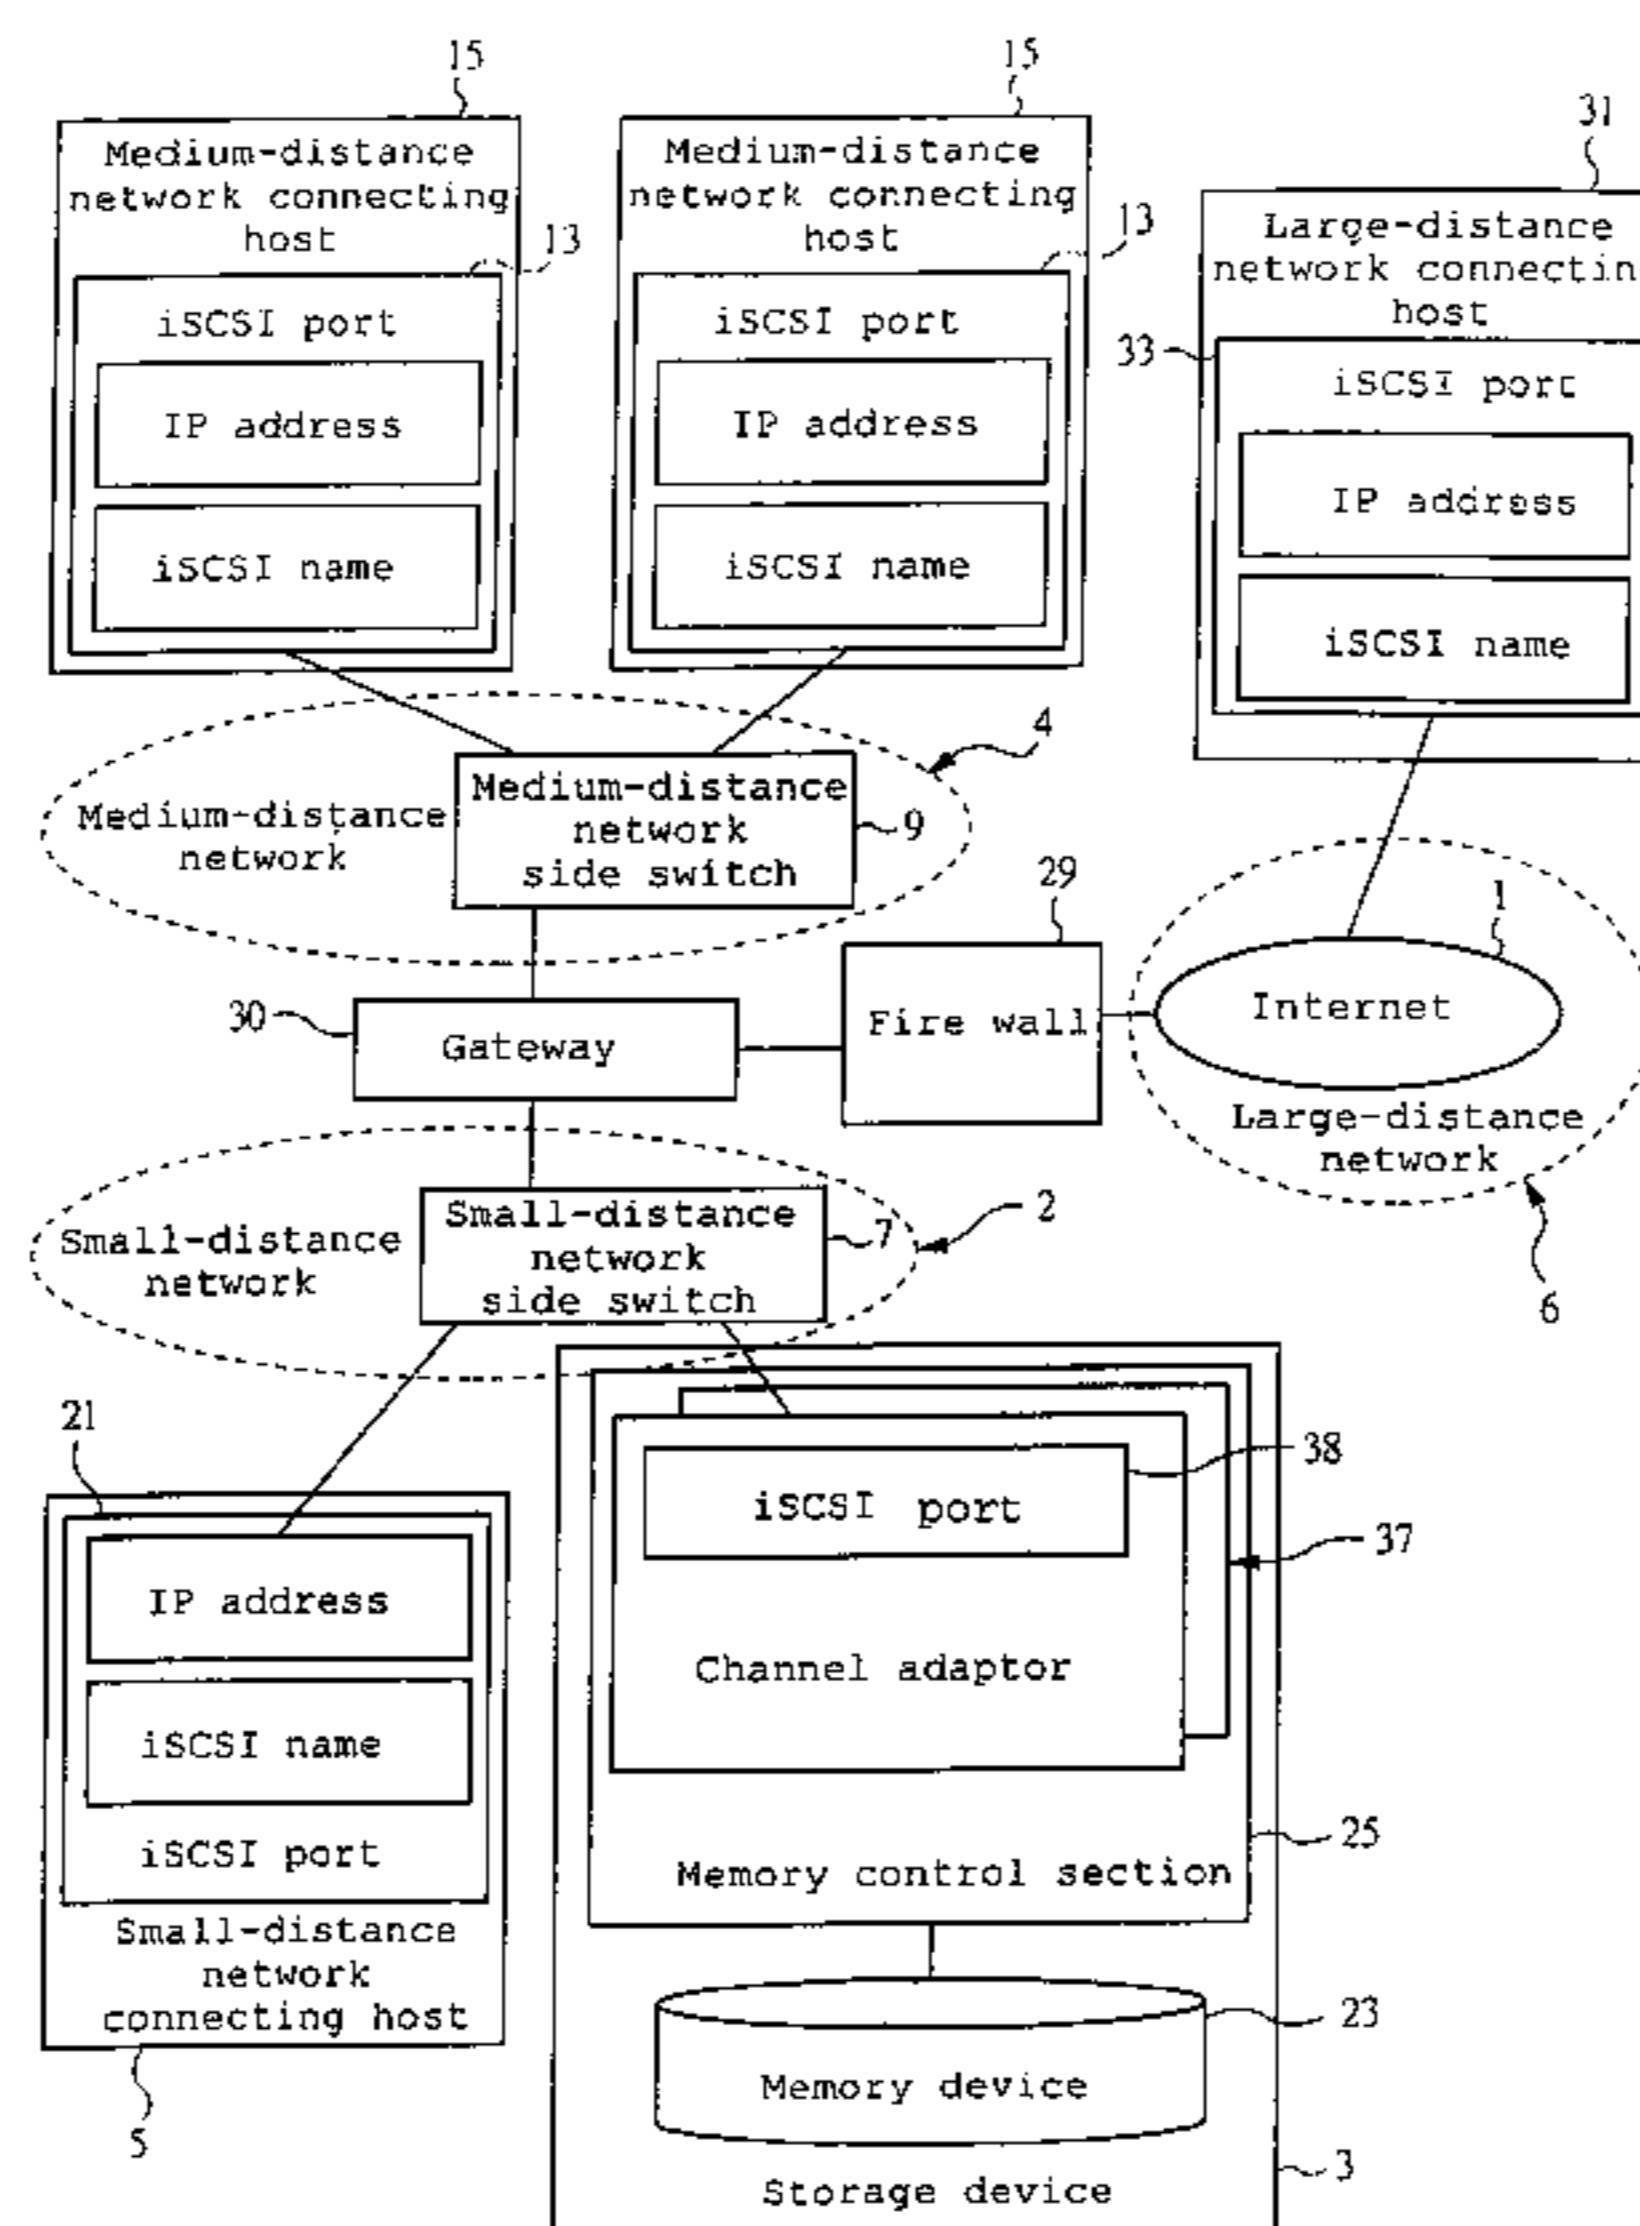 15
15
31
Medium-distance
network connecting
host
13
iSCSI port
IP address
iSCSI name
Medium-distance
network connecting
host
13
iSCSI port
IP address
iSCSI name
Large-distance
network connectin
host
33
iSCSI port
IP address
iSCSI name
4
Medium-distance
network
Medium-distance
network
side switch
9
29
1
30
Gateway
Fire wall
Internet
Large-distance
network
6
Small-distance
network
Small-distance
network
side switch
7
2
21
IP address
iSCSI name
iSCSI port
Small-distance
network
connecting host
5
38
iSCSI port
37
Channel adaptor
25
Memory control section
23
Memory device
3
Storage device